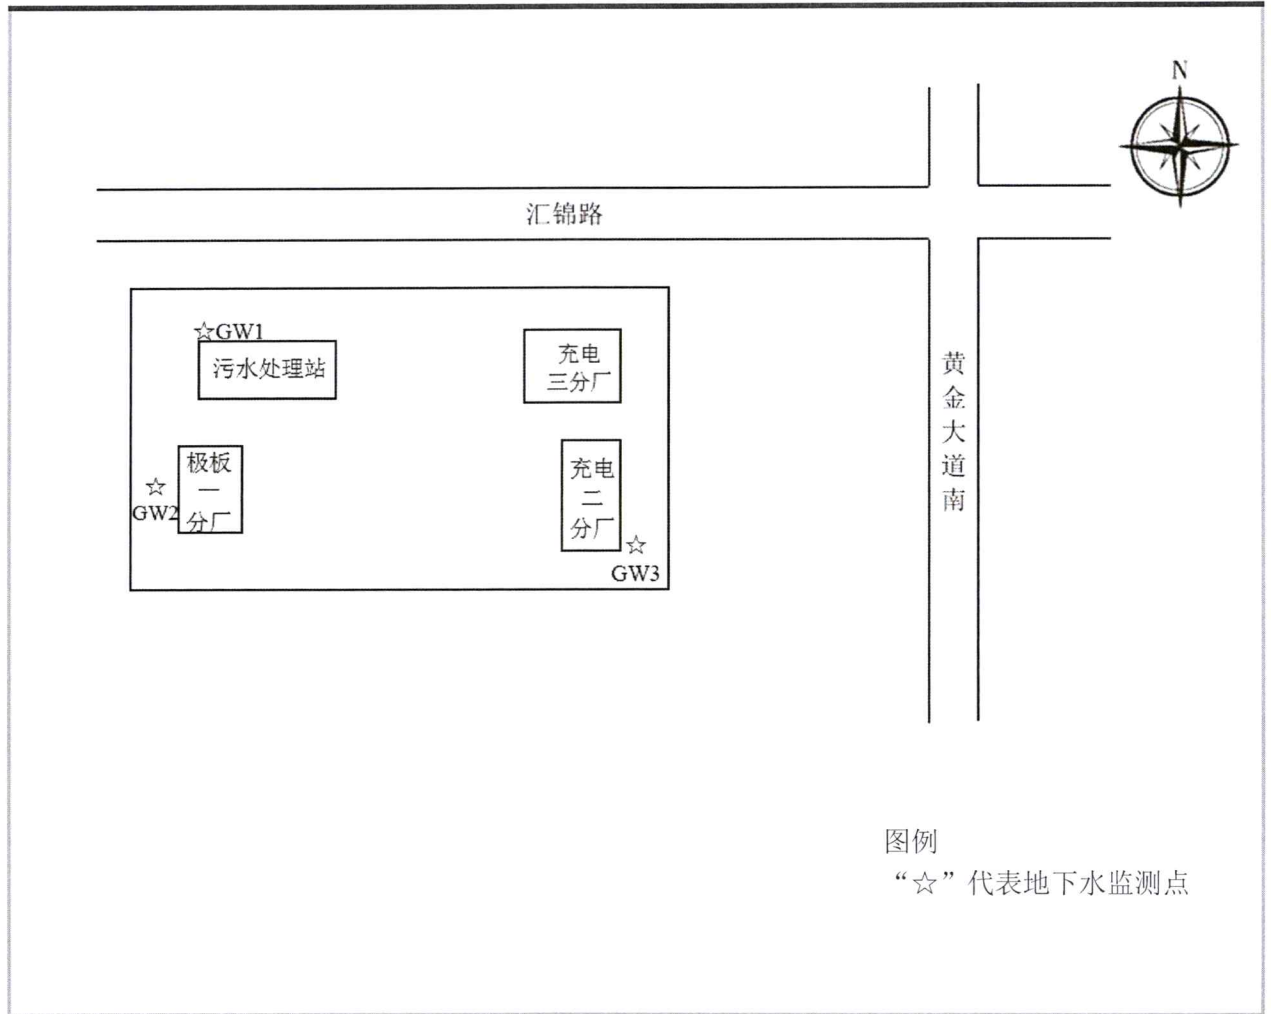 N
汇锦路
☆GW1
污水处理站
充电
三分厂
黄金大道南
极板
一
分厂
☆
GW2
充电
二
分厂
☆
GW3
图例
“☆”代表地下水监测点